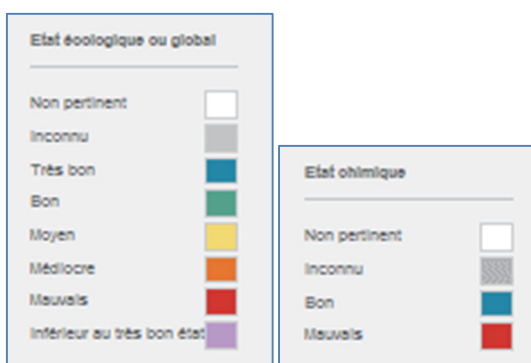 Etat écologique ou global
Non pertinent
Inconnu
Très bon
Bon
Moyen
Médiocre
Mauvais
Inférieur au très bon état
Etat chimique
Non pertinent
Inconnu
Bon
Mauvais